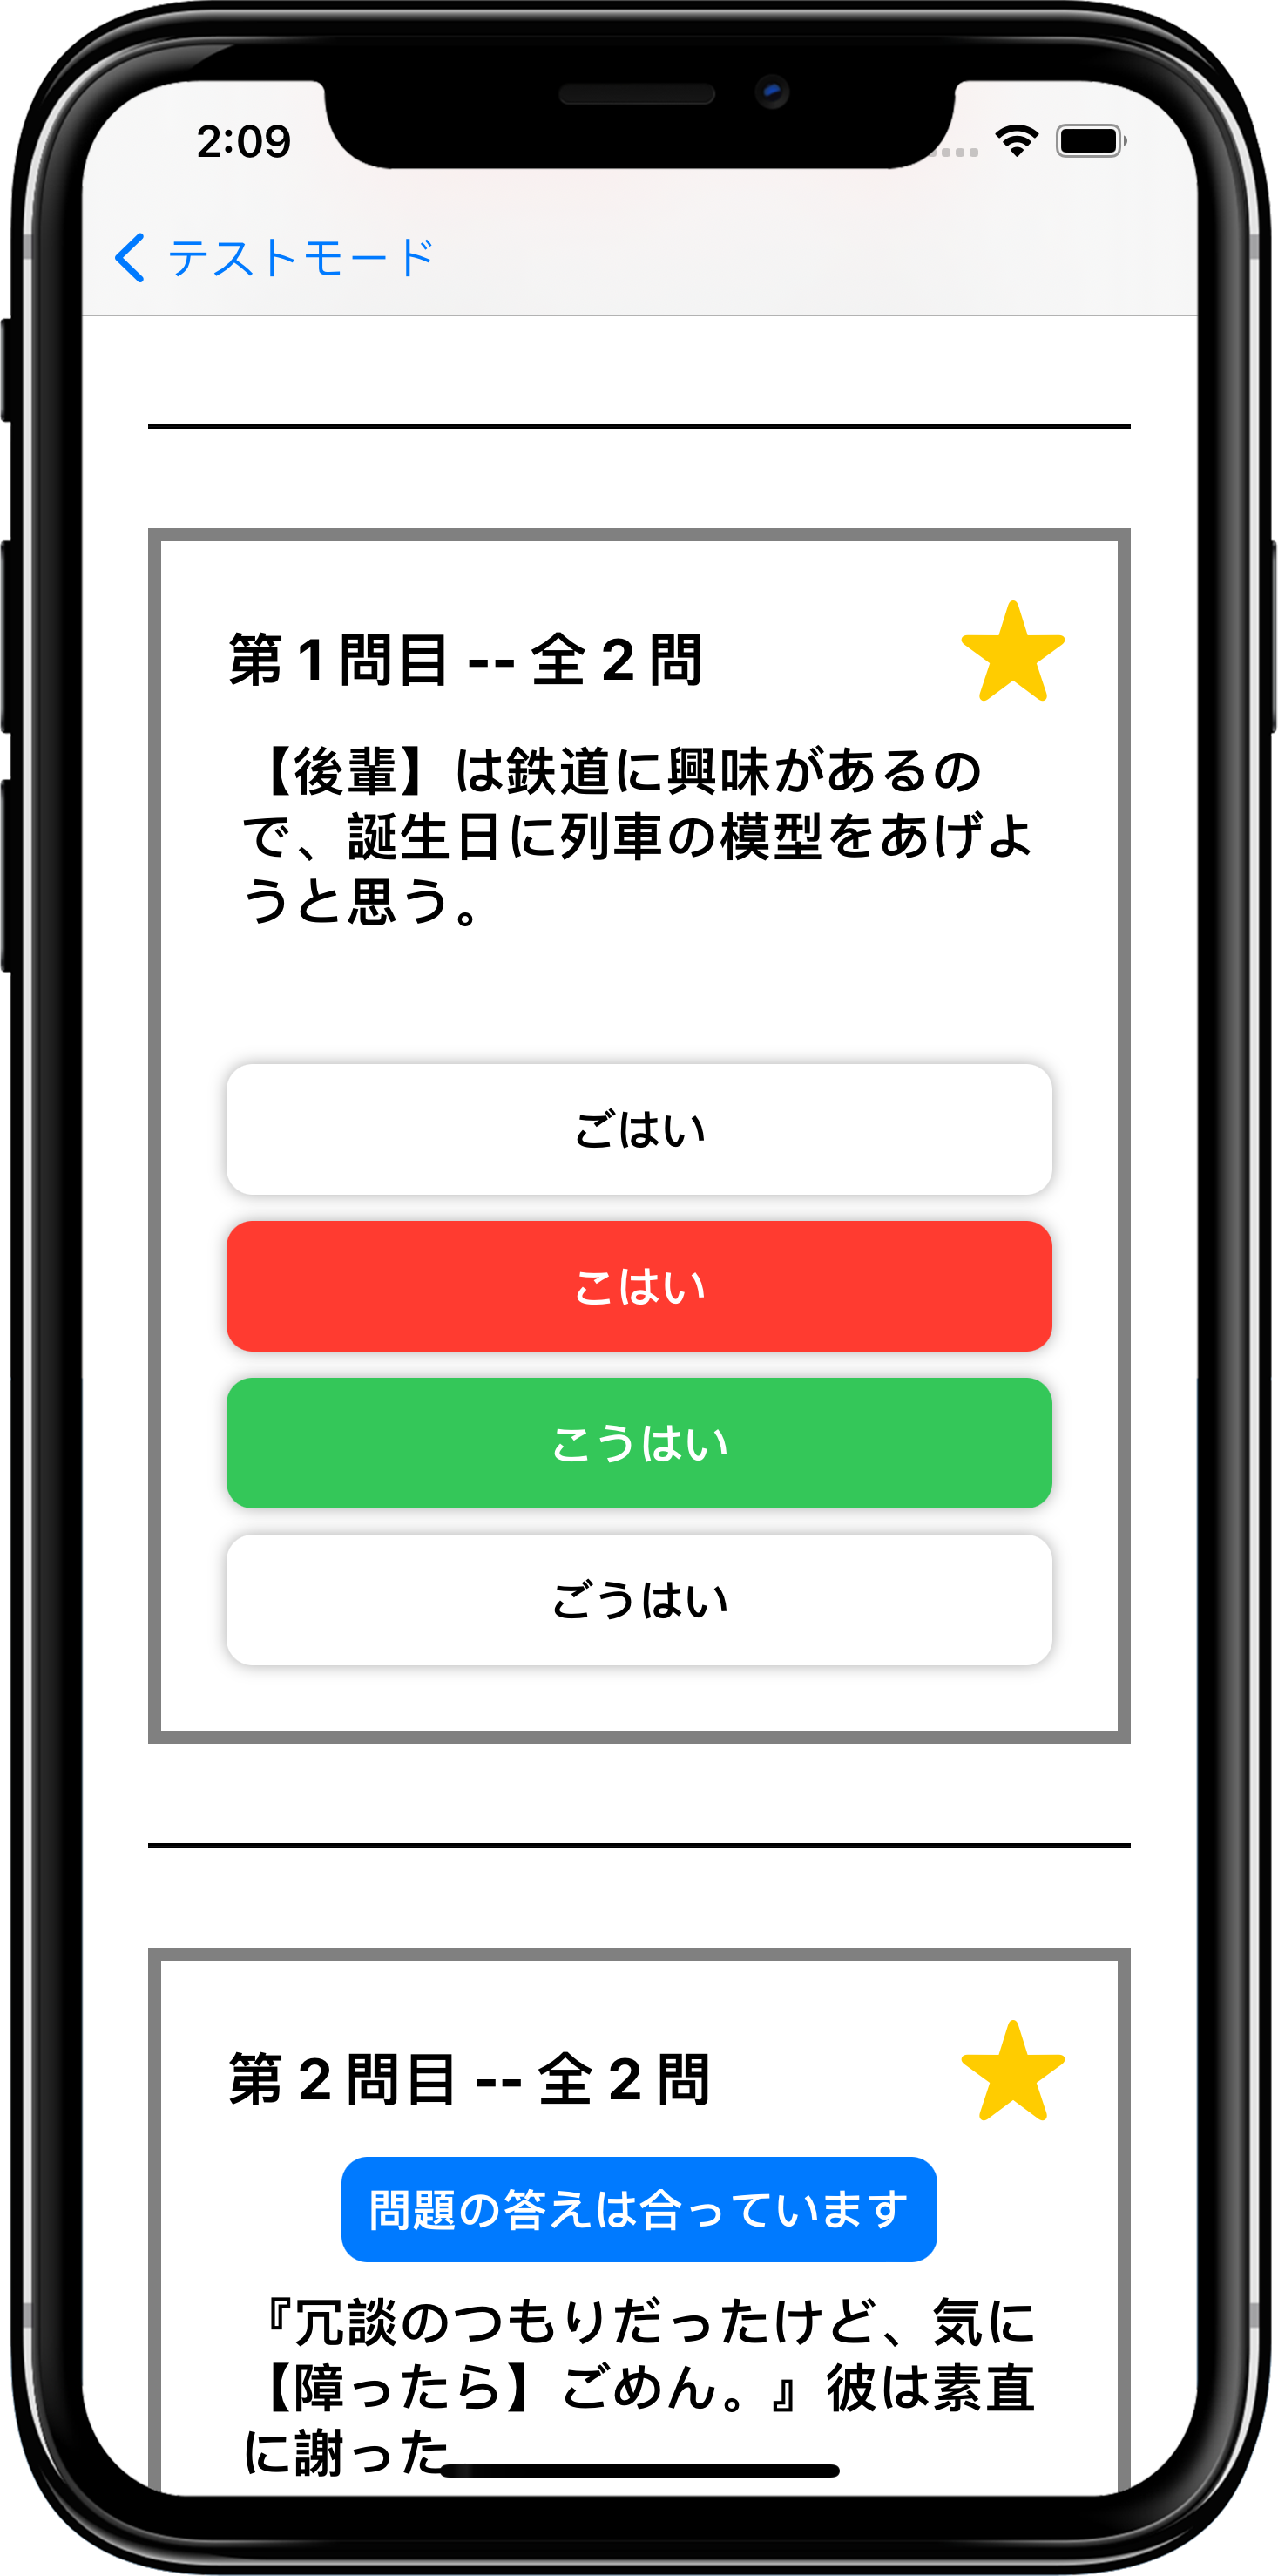 2:09
テストモード
第 1 問目 -- 全 2 問
【後輩】は鉄道に興味があるの
で、誕生日に列車の模型をあげよ
うと思う。
ごはい
こはい
こうはい
ごうはい
第 2 問目 -- 全 2 問
問題の答えは合っています
『冗談のつもりだったけど、気に
【障ったら】ごめん。』彼は素直
に謝った